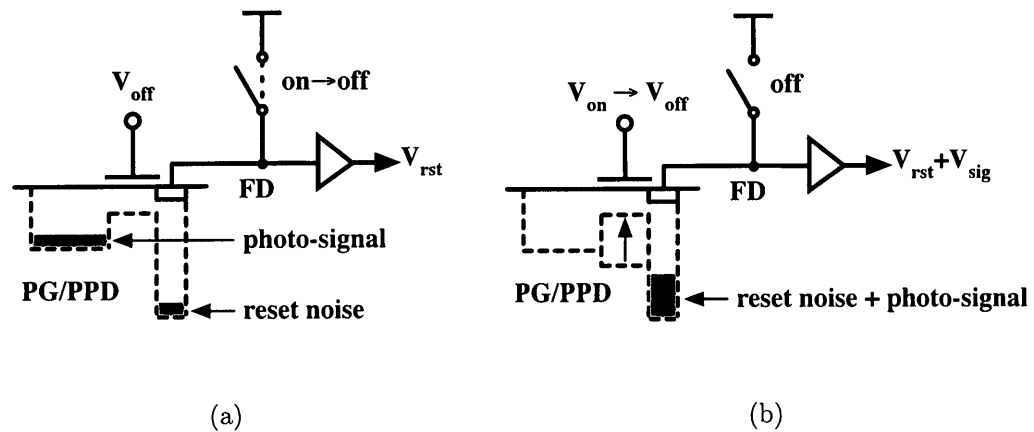 V_off
on→off
V_rst
FD
photo-signal
PG/PPD
reset noise
(a)
V_on → V_off
off
V_rst+V_sig
FD
PG/PPD
reset noise + photo-signal
(b)